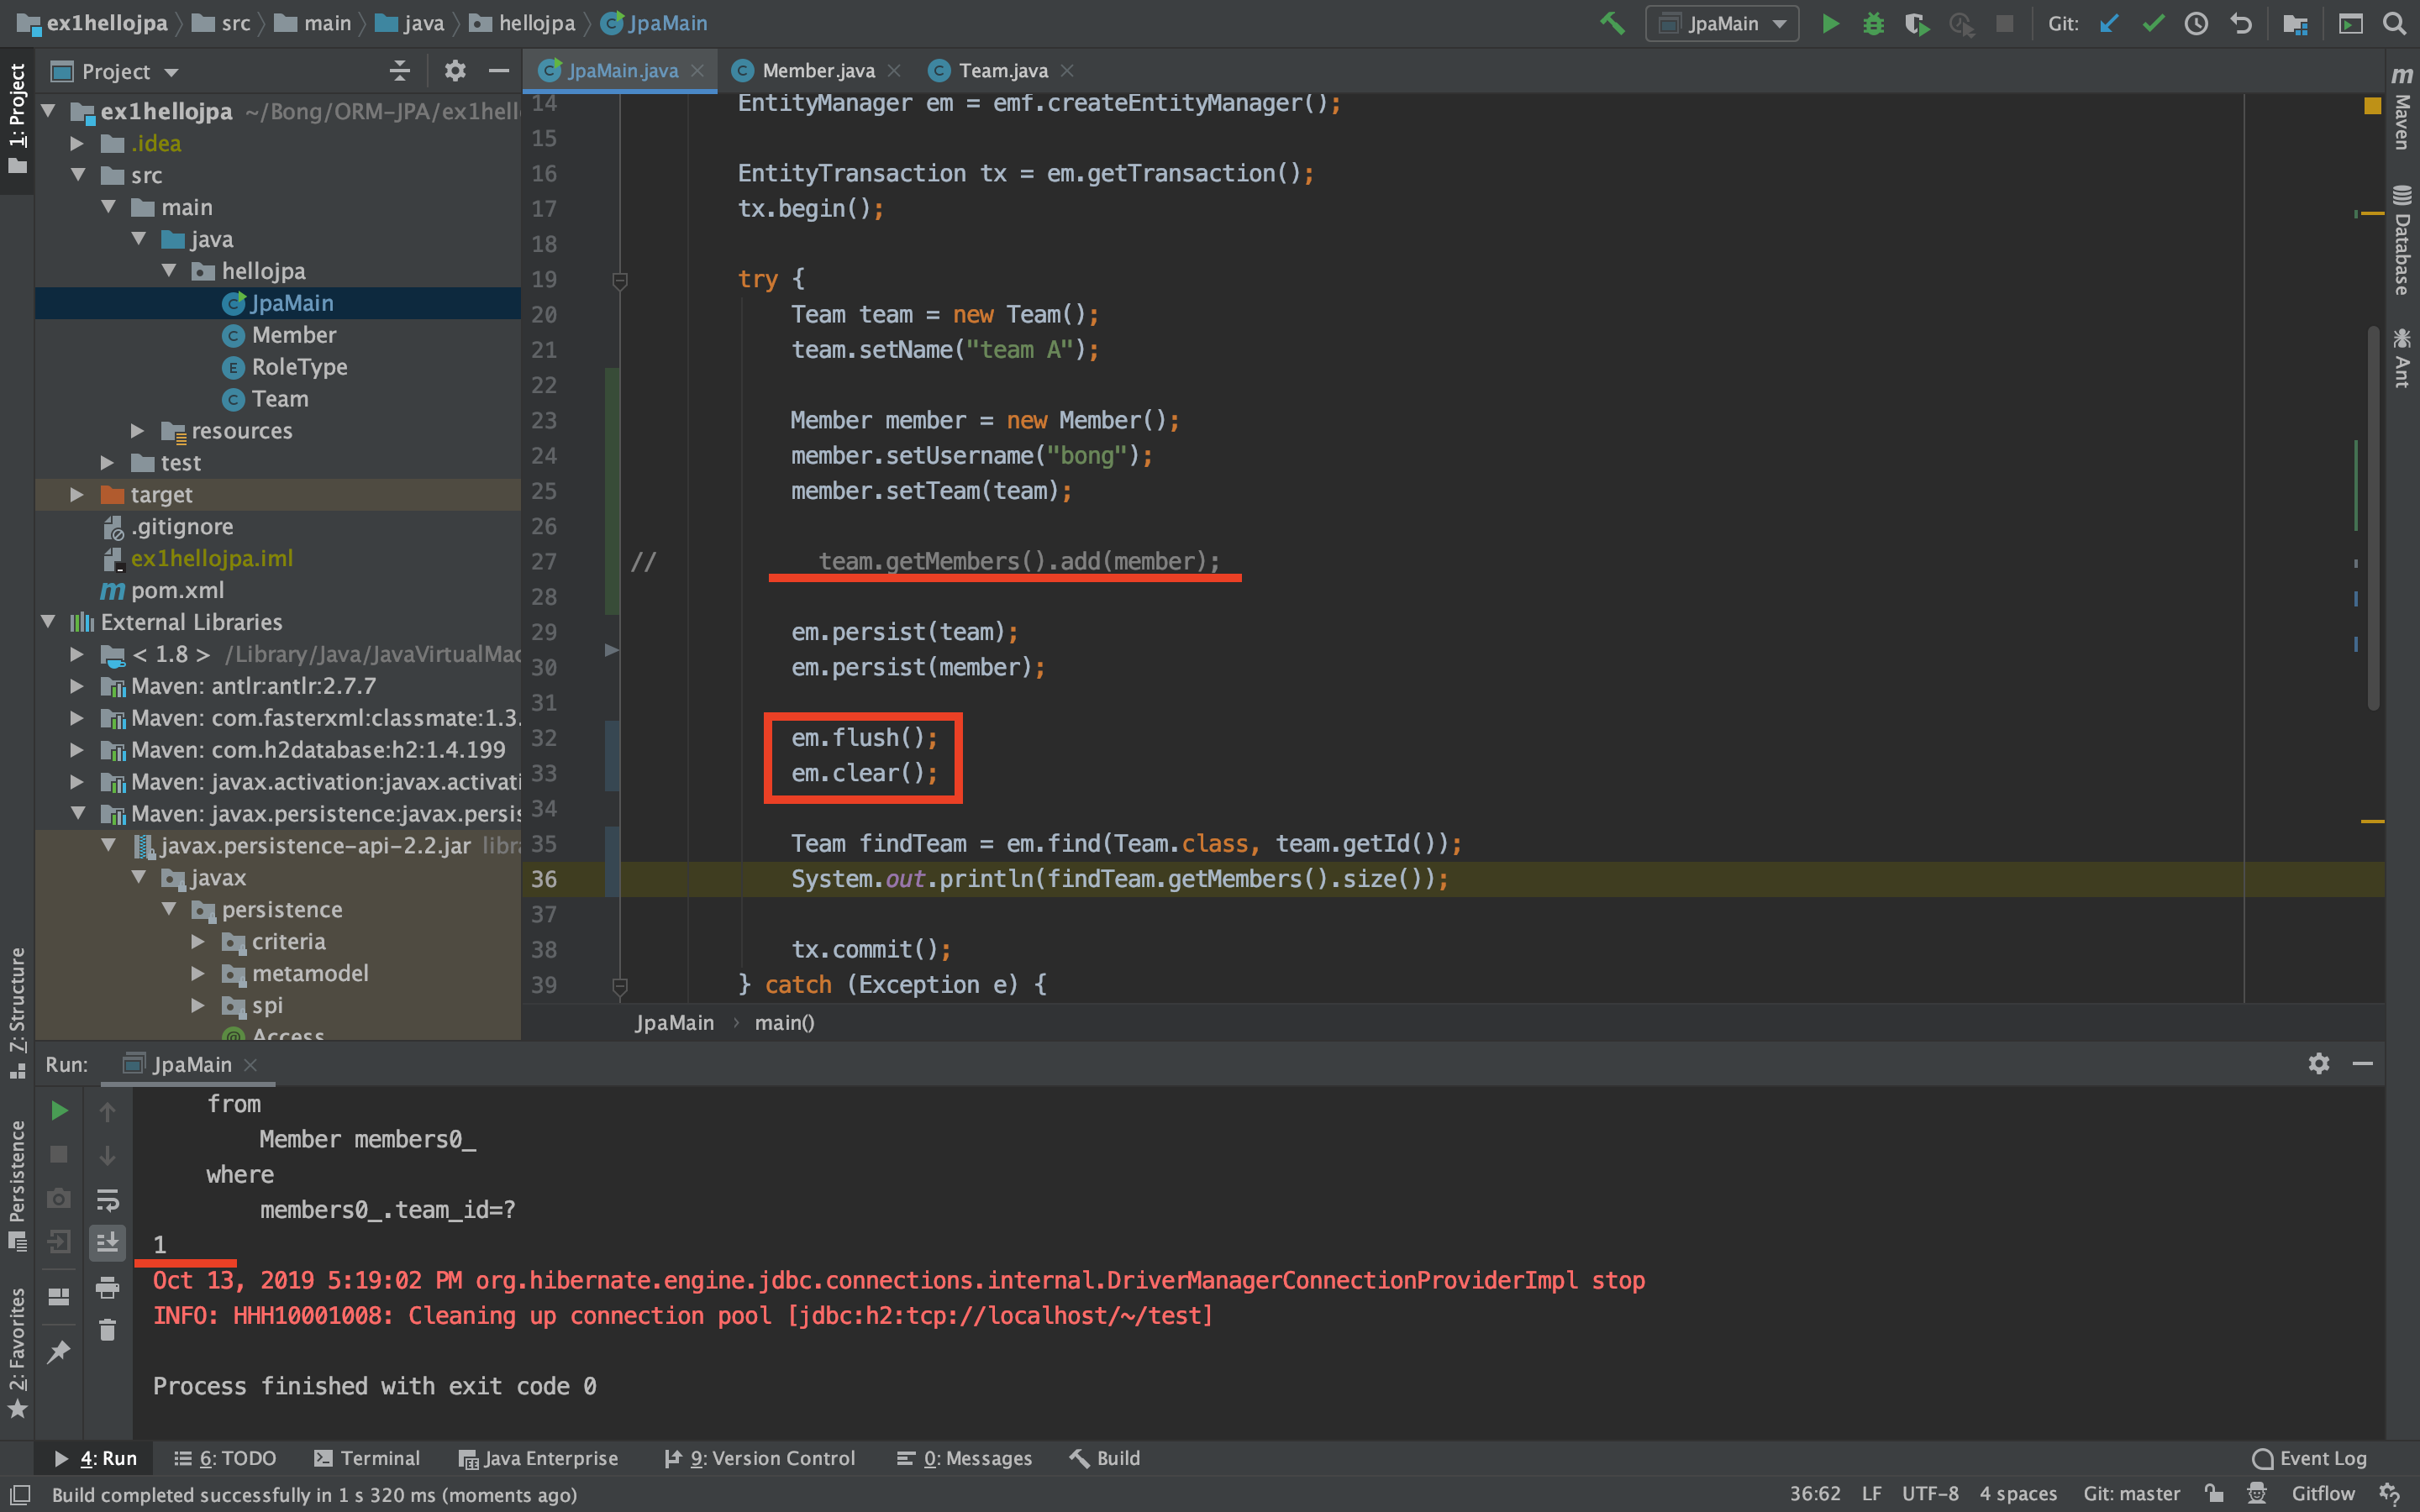 ex1hellojpa src main java hellojpa JpaMain JpaMain Git:
1: Project
Project
ex1hellojpa ~/Bong/ORM-JPA/ex1hell
.idea
src
main
java
hellojpa
JpaMain
Member
RoleType
Team
resources
test
target
.gitignore
ex1hellojpa.iml
pom.xml
External Libraries
< 1.8 > /Library/Java/JavaVirtualMac
Maven: antlr:antlr:2.7.7
Maven: com.fasterxml:classmate:1.3.
Maven: com.h2database:h2:1.4.199
Maven: javax.activation:javax.activati
Maven: javax.persistence:javax.persis
javax.persistence-api-2.2.jar libra
javax
persistence
criteria
metamodel
spi
Access
JpaMain.java Member.java Team.java
14 EntityManager em = emf.createEntityManager();
15
16 EntityTransaction tx = em.getTransaction();
17 tx.begin();
18
19 try {
20 Team team = new Team();
21 team.setName("team A");
22
23 Member member = new Member();
24 member.setUsername("bong");
25 member.setTeam(team);
26
27 // team.getMembers().add(member);
28
29 em.persist(team);
30 em.persist(member);
31
32 em.flush();
33 em.clear();
34
35 Team findTeam = em.find(Team.class, team.getId());
36 System.out.println(findTeam.getMembers().size());
37
38 tx.commit();
39 } catch (Exception e) {
JpaMain › main()
m Maven
Database
Ant
Z: Structure
Persistence
2: Favorites
Run: JpaMain
from
Member members0_
where
members0_.team_id=?
1
Oct 13, 2019 5:19:02 PM org.hibernate.engine.jdbc.connections.internal.DriverManagerConnectionProviderImpl stop
INFO: HHH10001008: Cleaning up connection pool [jdbc:h2:tcp://localhost/~/test]
Process finished with exit code 0
4: Run 6: TODO Terminal Java Enterprise 9: Version Control 0: Messages Build Event Log
Build completed successfully in 1 s 320 ms (moments ago) 36:62 LF UTF-8 4 spaces Git: master Gitflow